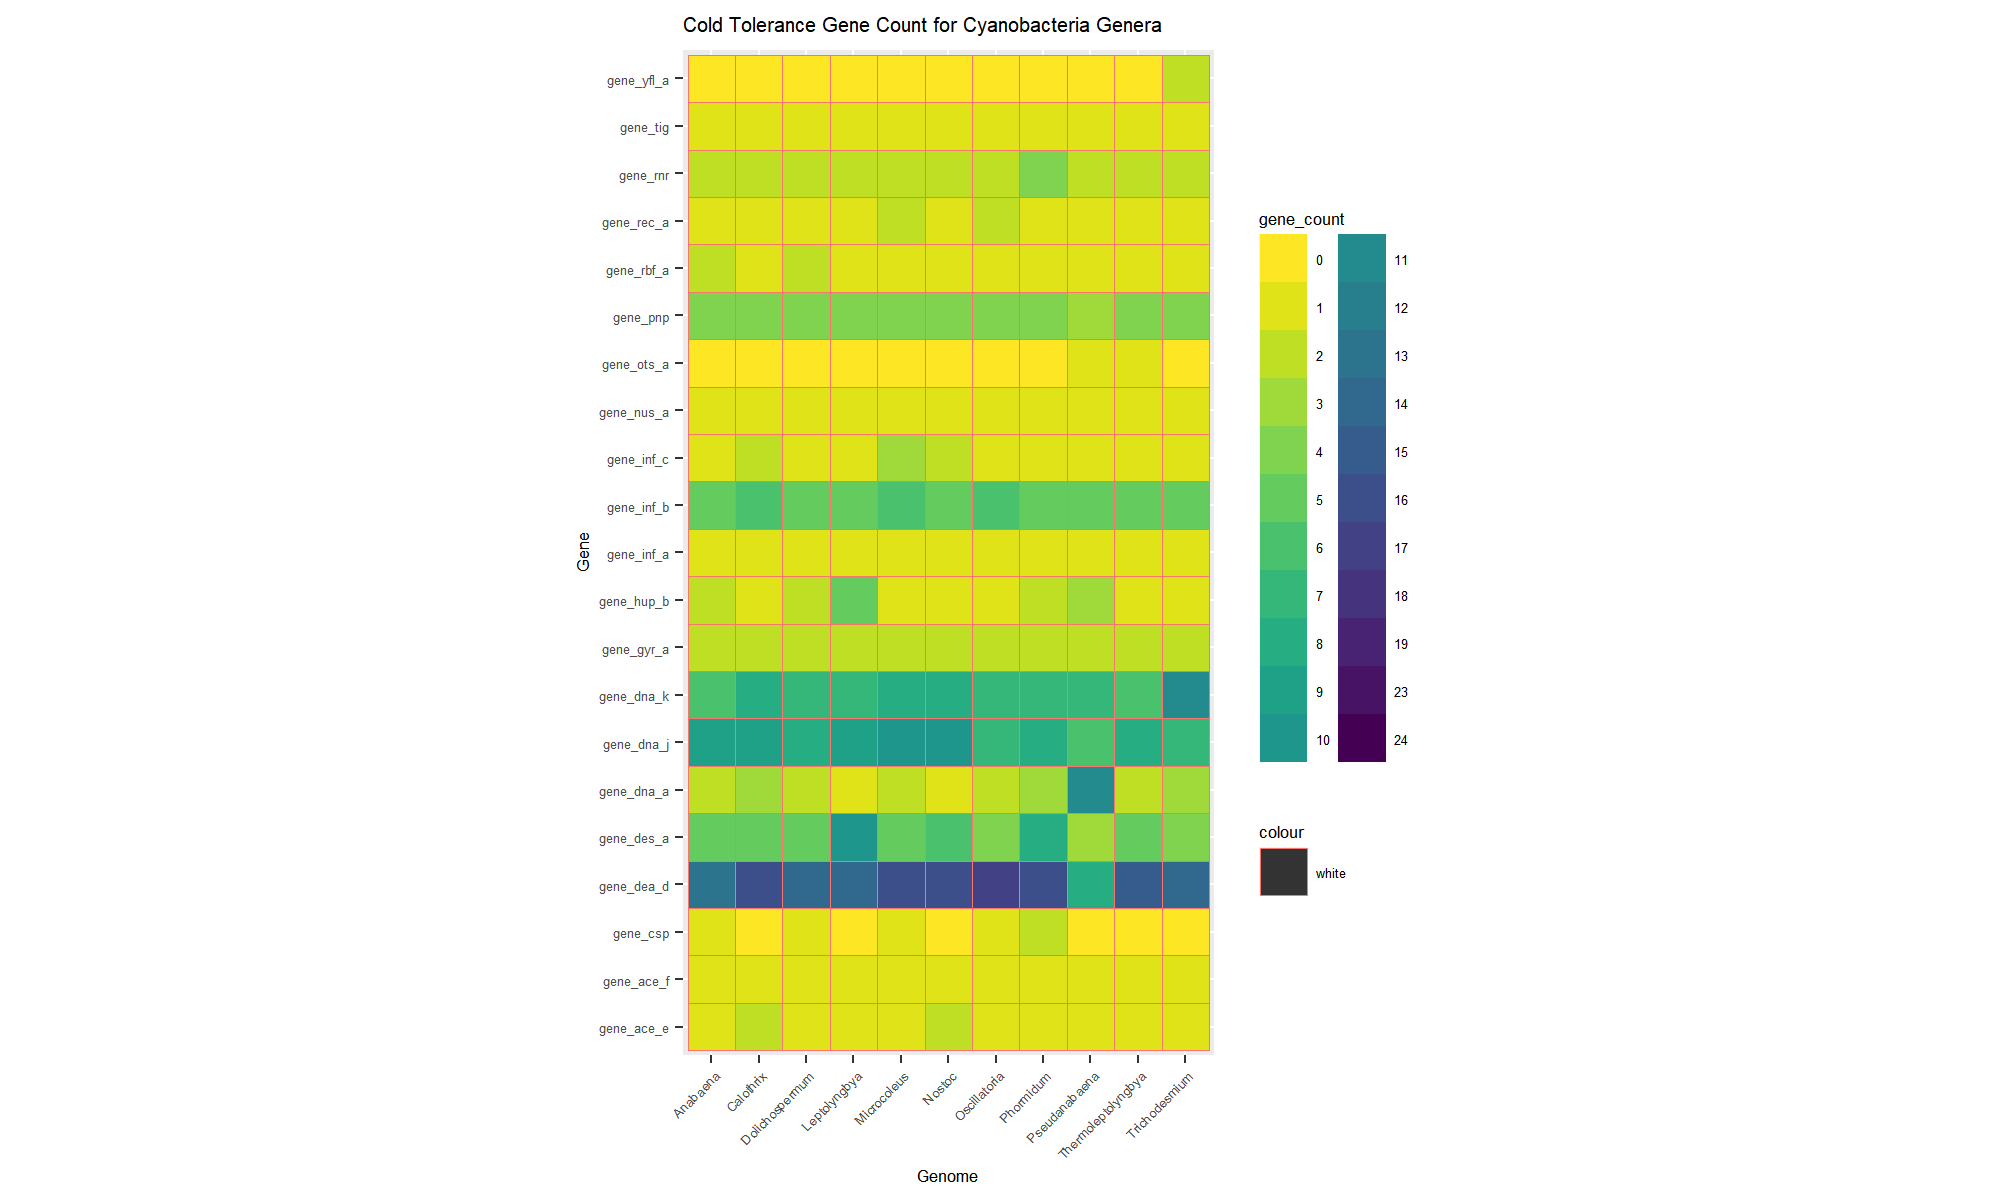 Cold Tolerance Gene Count for Cyanobacteria Genera
gene_yfl_a
gene_tig
gene_rnr
gene_rec_a
gene_rbf_a
gene_pnp
gene_ots_a
gene_nus_a
gene_inf_c
gene_inf_b
gene_inf_a
gene_hup_b
gene_gyr_a
gene_dna_k
gene_dna_j
gene_dna_a
gene_des_a
gene_dea_d
gene_csp
gene_ace_f
gene_ace_e
Gene
Anabaena
Calothrix
Dolichospermum
Leptolyngbya
Microcoleus
Nostoc
Oscillatoria
Phormidum
Pseudanabaena
Thermoleptolyngbya
Trichodesmium
Genome
gene_count
0
1
2
3
4
5
6
7
8
9
10
11
12
13
14
15
16
17
18
19
23
24
colour
white